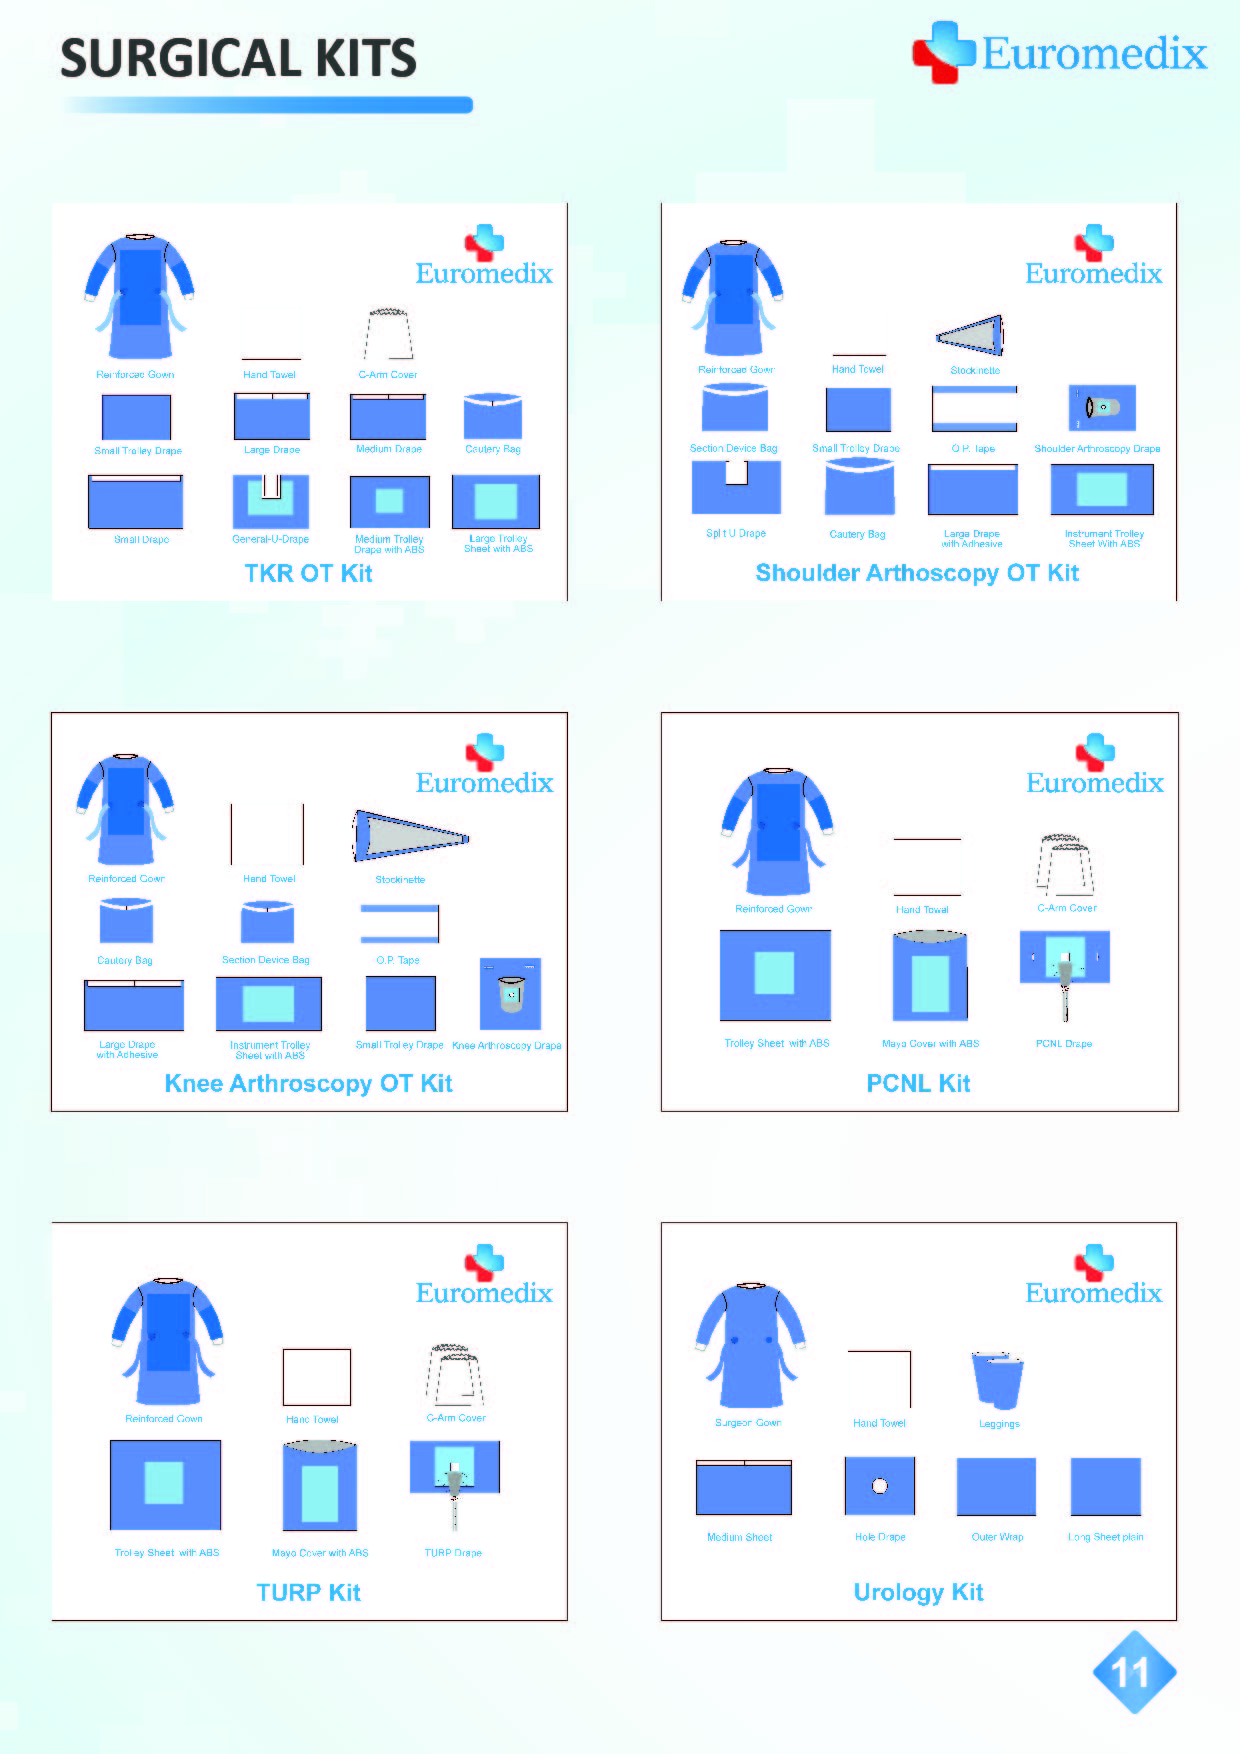 SURGICAL KITS
Euromedix
Euromedix
Reinforced Gown
Hand Towel
C-Arm Cover
Small Trolley Drape
Large Drape
Medium Drape
Cautery Bag
Small Drape
General-U-Drape
Medium Trolley
Drape with ABS
Large Trolley
Sheet with ABS
TKR OT Kit
Euromedix
Reinforced Gown
Hand Towel
Stockinette
Section Device Bag
Small Trolley Drape
O.P. Tape
Shoulder Arthroscopy Drape
Split U Drape
Cautery Bag
Large Drape
with Adhesive
Instrument Trolley
Sheet With ABS
Shoulder Arthoscopy OT Kit
Euromedix
Reinforced Gown
Hand Towel
Stockinette
Cautery Bag
Section Device Bag
O.P. Tape
Large Drape
with Adhesive
Instrument Trolley
Sheet with ABS
Small Trolley Drape
Knee Arthroscopy Drape
Knee Arthroscopy OT Kit
Euromedix
Reinforced Gown
Hand Towel
C-Arm Cover
Trolley Sheet with ABS
Mayo Cover with ABS
PCNL Drape
PCNL Kit
Euromedix
Reinforced Gown
Hand Towel
C-Arm Cover
Trolley Sheet with ABS
Mayo Cover with ABS
TURP Drape
TURP Kit
Euromedix
Surgeon Gown
Hand Towel
Leggings
Medium Sheet
Hole Drape
Outer Wrap
Long Sheet plain
Urology Kit
11